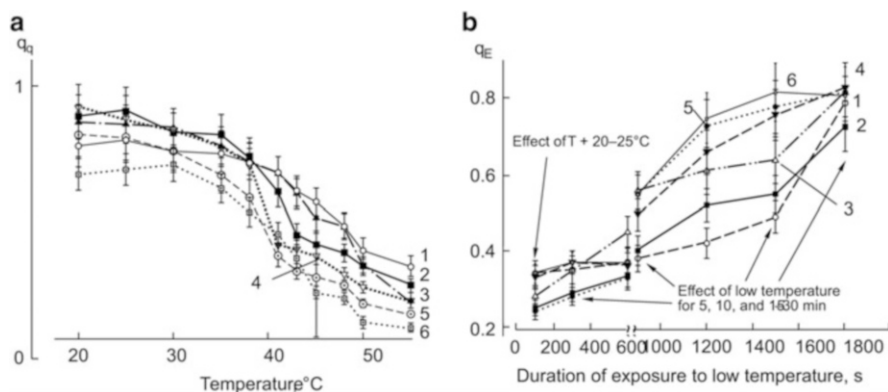 a
b
q_q
1
0
20
30
40
50
Temperature°C
4
1
2
3
5
6
q_E
0.8
0.6
0.4
0.2
Effect of T + 20–25°C
5
6
4
1
2
3
Effect of low temperature
for 5, 10, and 1530 min
0 200 400 600 1000 1200 1400 1600 1800
Duration of exposure to low temperature, s